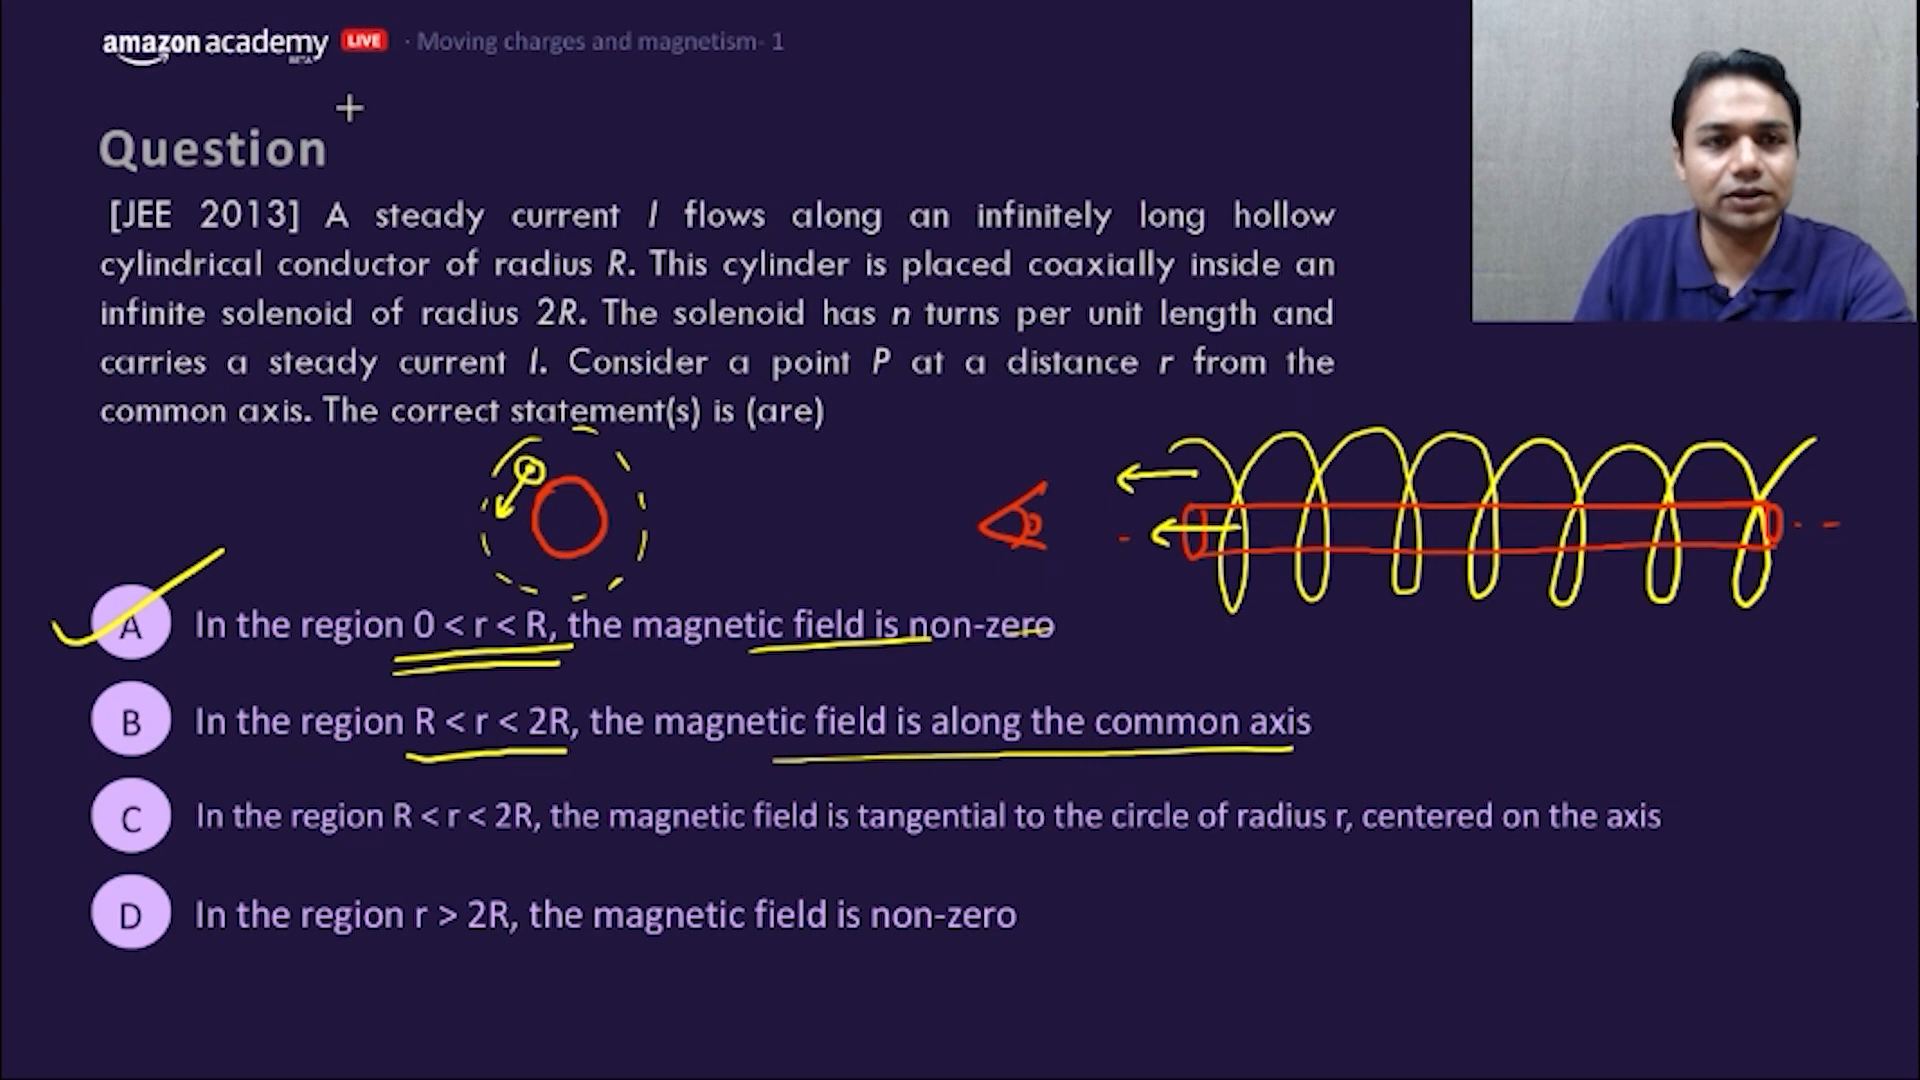 amazon academy LIVE · Moving charges and magnetism- 1
BETA
Question
[JEE 2013] A steady current I flows along an infinitely long hollow
cylindrical conductor of radius R. This cylinder is placed coaxially inside an
infinite solenoid of radius 2R. The solenoid has n turns per unit length and
carries a steady current I. Consider a point P at a distance r from the
common axis. The correct statement(s) is (are)
A In the region 0 < r < R, the magnetic field is non-zero
B In the region R < r < 2R, the magnetic field is along the common axis
C In the region R < r < 2R, the magnetic field is tangential to the circle of radius r, centered on the axis
D In the region r > 2R, the magnetic field is non-zero